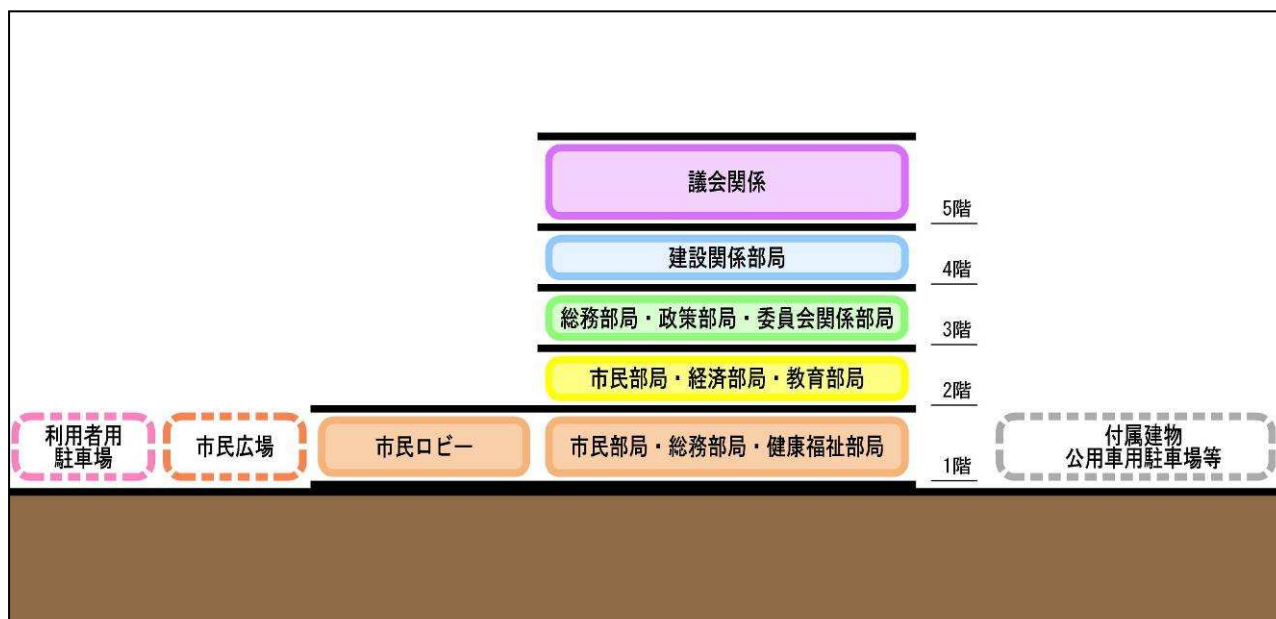 議会関係
5階
建設関係部局
4階
総務部局・政策部局・委員会関係部局
3階
市民部局・経済部局・教育部局
2階
利用者用
駐車場
市民広場
市民ロビー
市民部局・総務部局・健康福祉部局
1階
付属建物
公用車用駐車場等